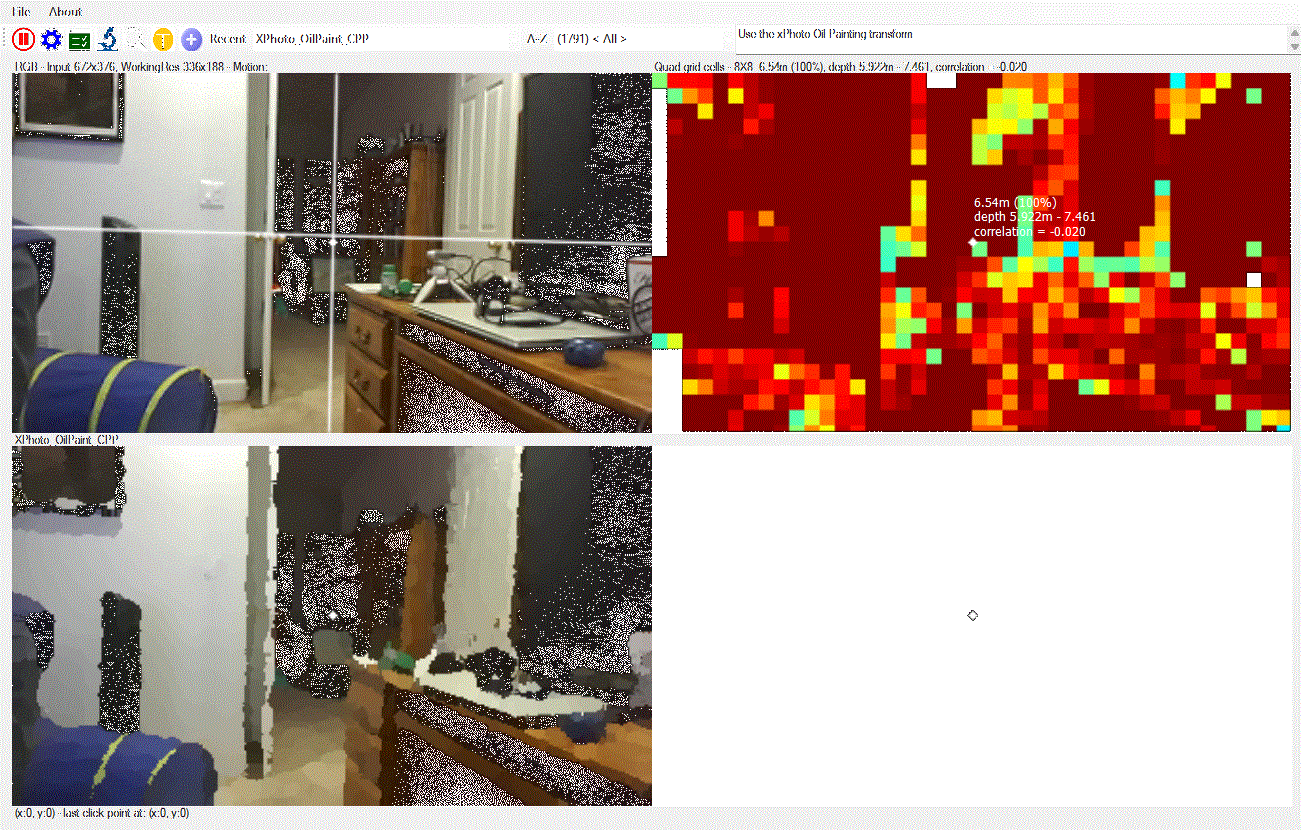 File About
Recent XPhoto_OilPaint_CPP A-Z (1/91) < All > Use the xPhoto Oil Painting transform
RGB - Input 672x376, WorkingRes 336x188 - Motion:
Quad grid cells - 8X8 6.54m (100%), depth 5.922m - 7.461, correlation = -0.020
6.54m (100%)
depth 5.922m - 7.461
correlation = -0.020
XPhoto_OilPaint_CPP
(x:0, y:0) - last click point at: (x:0, y:0)